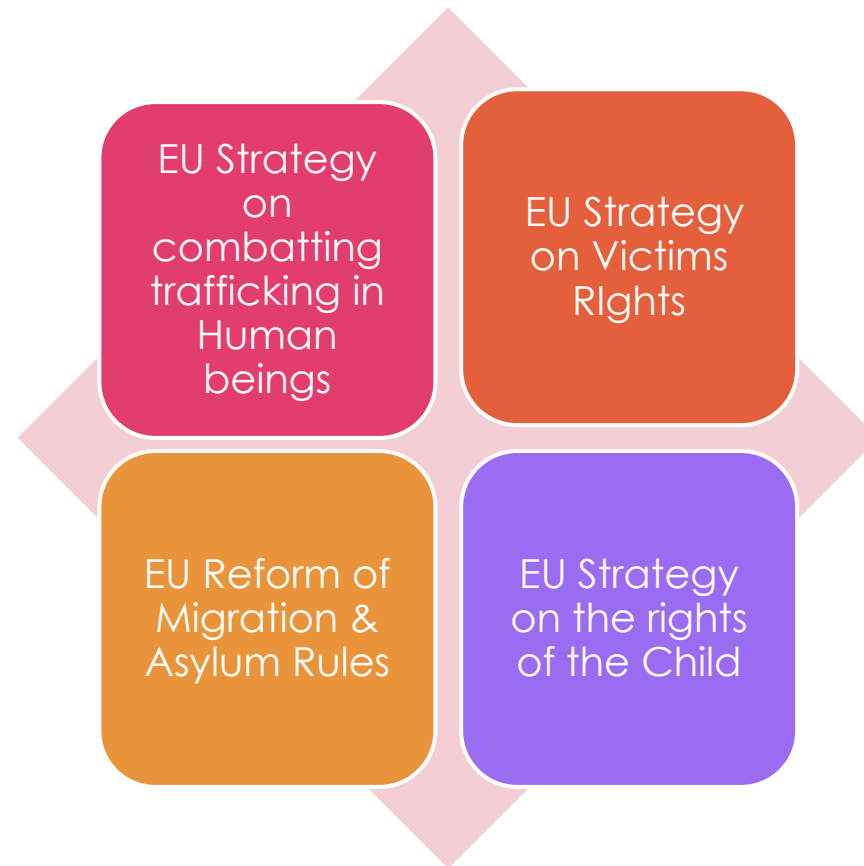 EU Strategy
on
combatting
trafficking in
Human
beings
EU Strategy
on Victims
RIghts
EU Reform of
Migration &
Asylum Rules
EU Strategy
on the rights
of the Child